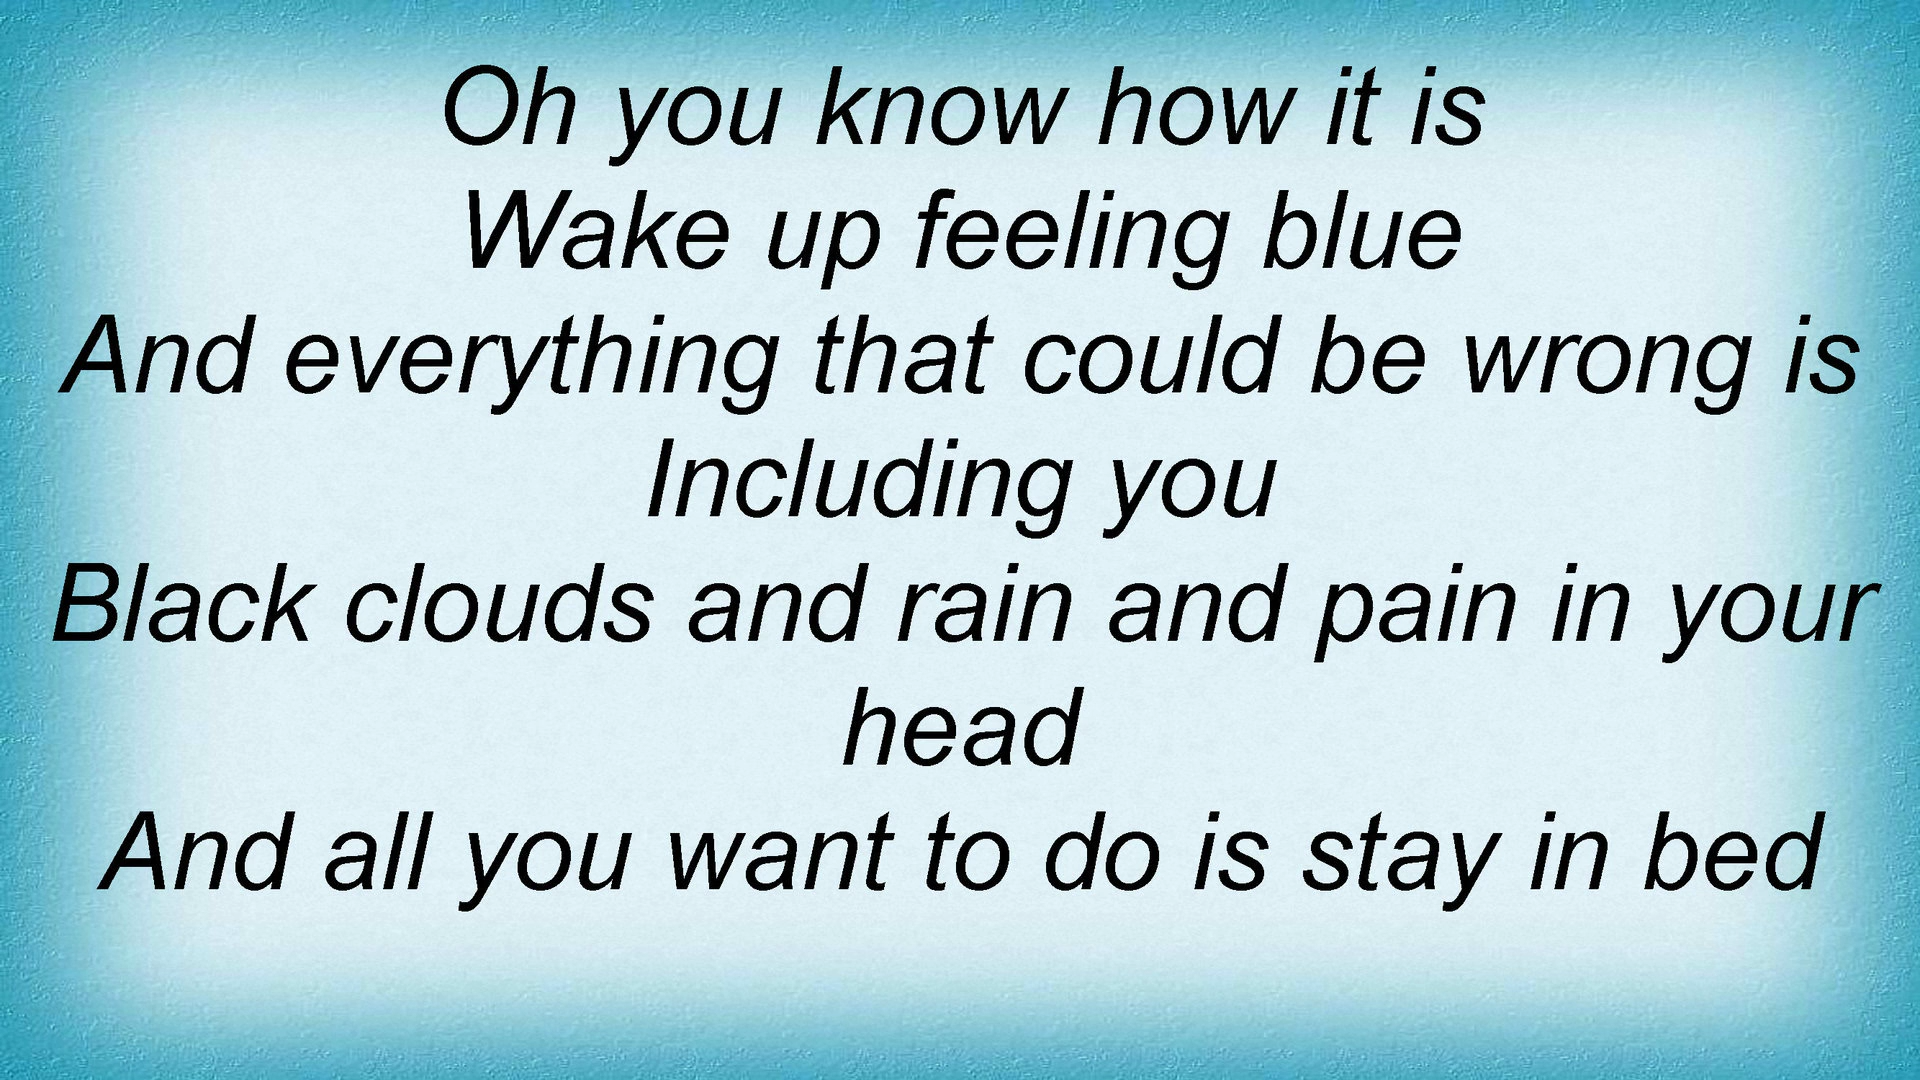 Oh you know how it is
Wake up feeling blue
And everything that could be wrong is
Including you
Black clouds and rain and pain in your
head
And all you want to do is stay in bed